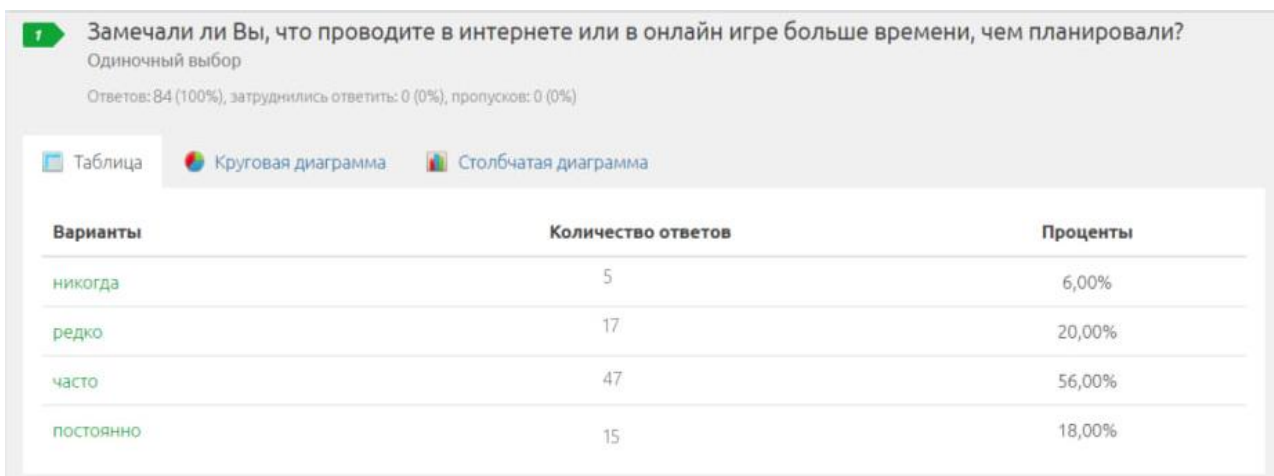 1 Замечали ли Вы, что проводите в интернете или в онлайн игре больше времени, чем планировали?
Одиночный выбор
Ответов: 84 (100%), затруднились ответить: 0 (0%), пропусков: 0 (0%)
Таблица Круговая диаграмма Столбчатая диаграмма
Варианты Количество ответов Проценты
никогда 5 6,00%
редко 17 20,00%
часто 47 56,00%
постоянно 15 18,00%